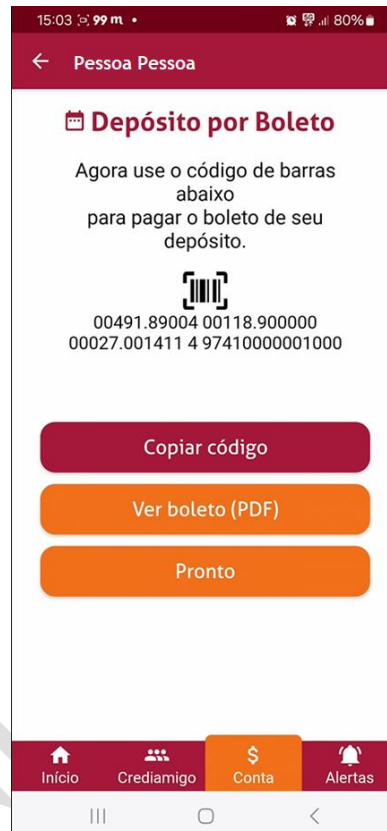 15:03 99 m • 80%
Pessoa Pessoa
Depósito por Boleto
Agora use o código de barras
abaixo
para pagar o boleto de seu
depósito.
00491.89004 00118.900000
00027.001411 4 97410000001000
Copiar código
Ver boleto (PDF)
Pronto
$
Início Crediamigo Conta Alertas